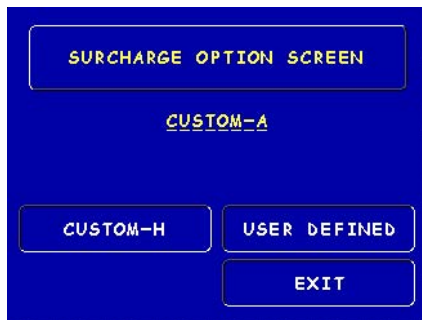 SURCHARGE OPTION SCREEN
CUSTOM-A
CUSTOM-H
USER DEFINED
EXIT